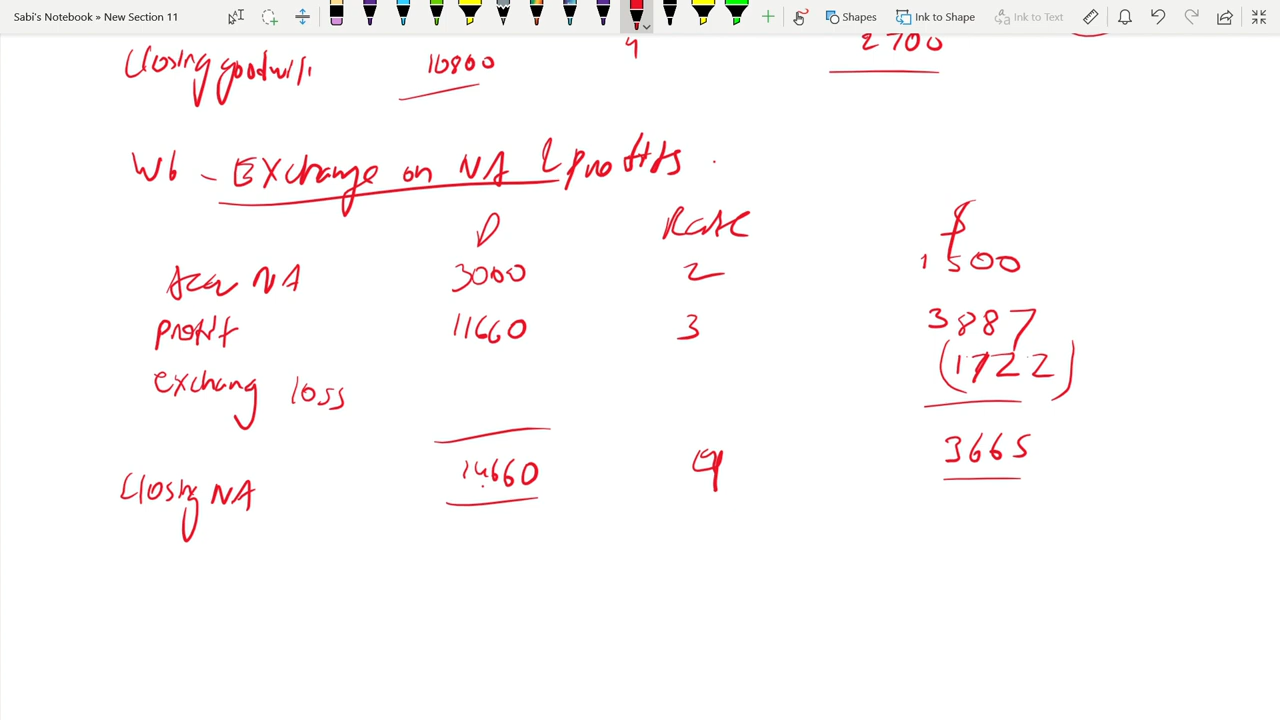 Sabi's Notebook » New Section 11 Shapes Ink to Shape Ink to Text
Closing goodwill 10800 4 2700
W6 - Exchange on NA & profits.
D Rate $
Acq NA 3000 2 1500
profit 11660 3 3887
exchang loss (1722)
Closing NA 14660 4 3665